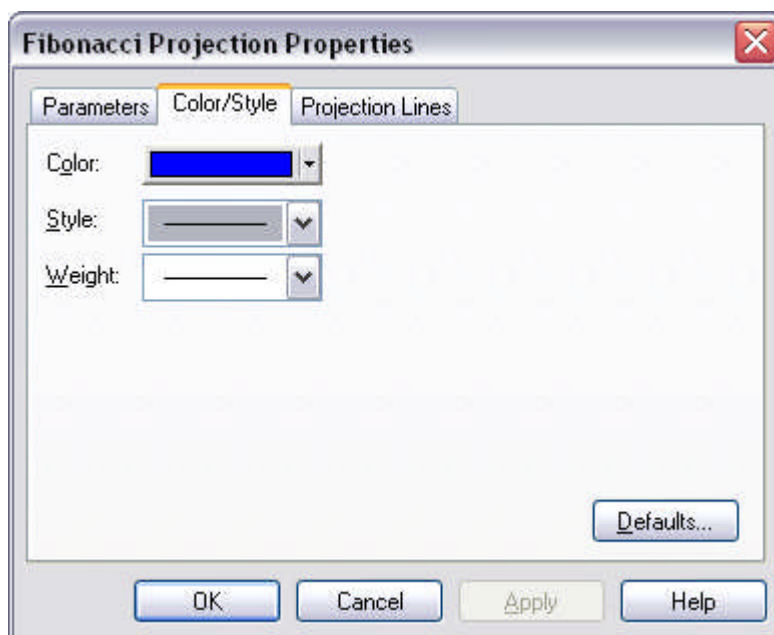 Fibonacci Projection Properties
Parameters Color/Style Projection Lines
Color:
Style:
Weight:
Defaults...
OK Cancel Apply Help